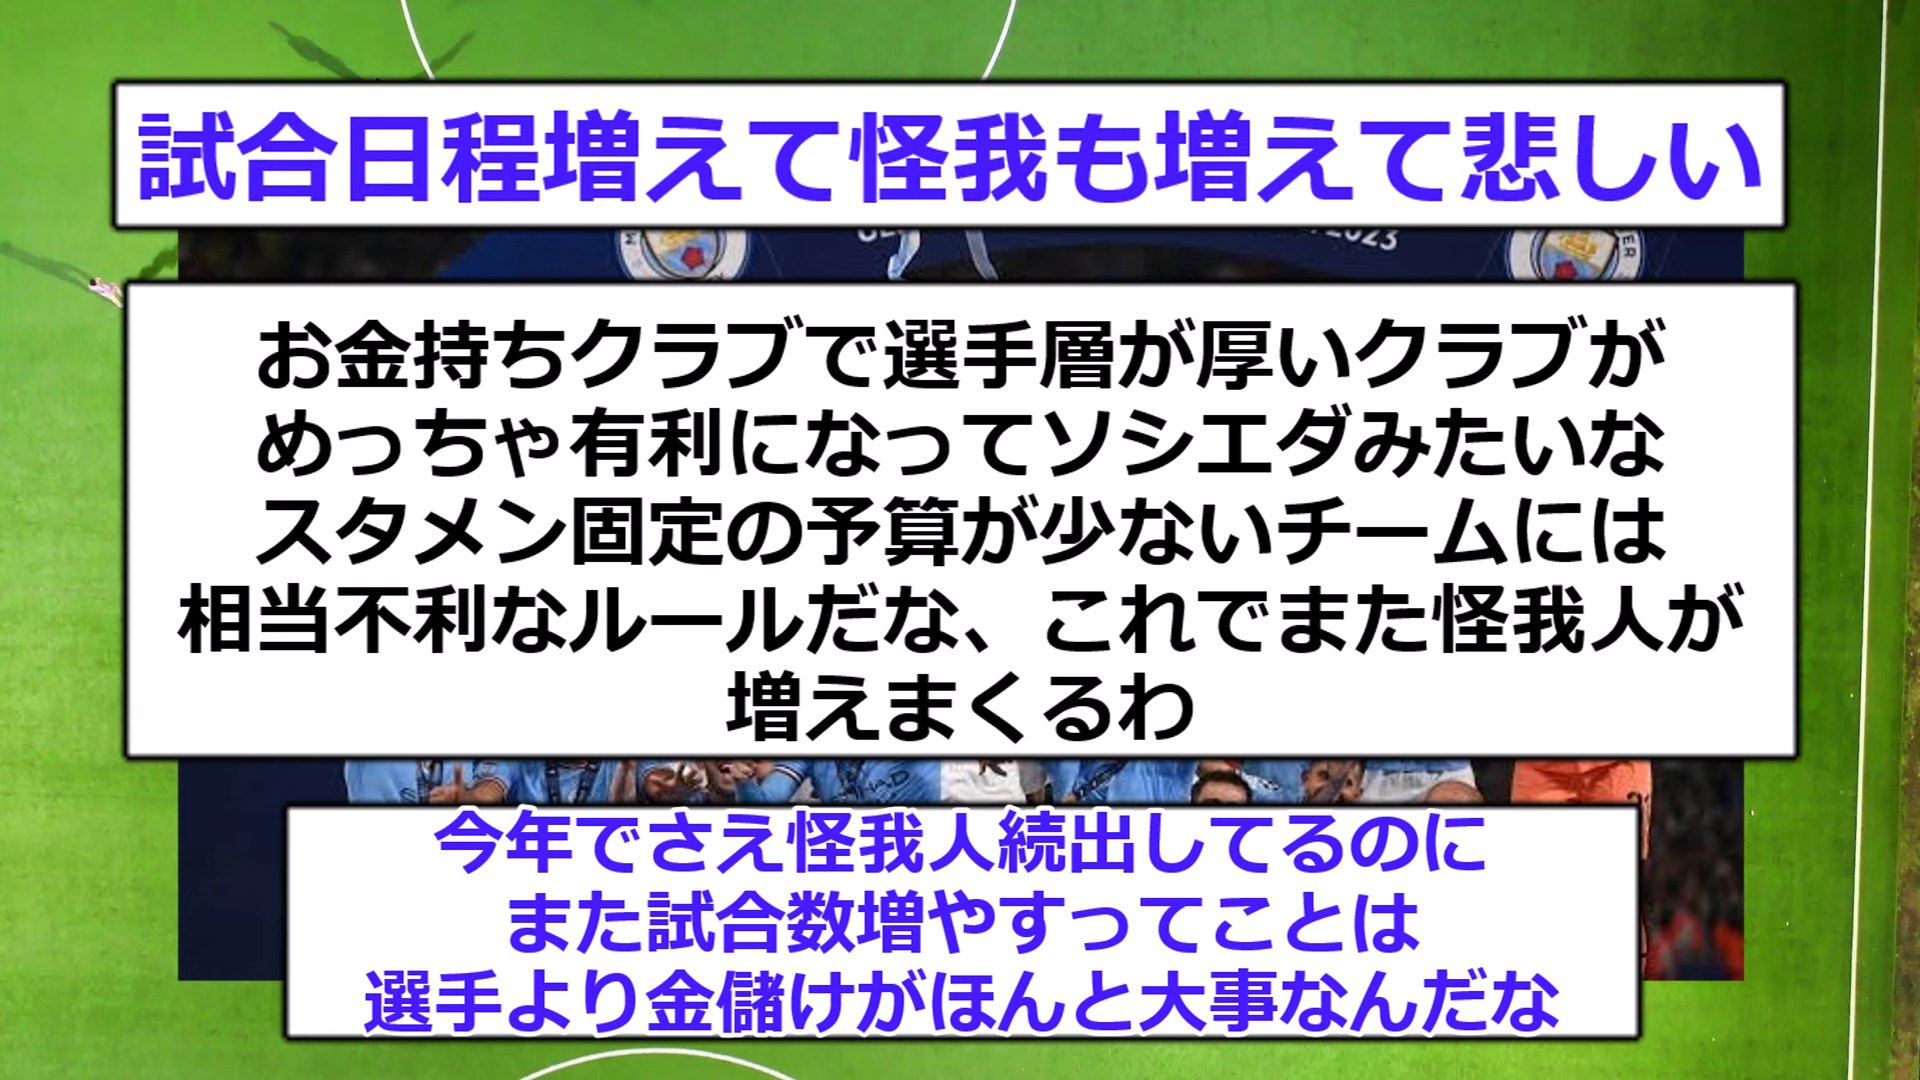 試合日程増えて怪我も増えて悲しい
お金持ちクラブで選手層が厚いクラブが
めっちゃ有利になってソシエダみたいな
スタメン固定の予算が少ないチームには
相当不利なルールだな、これでまた怪我人が
増えまくるわ
今年でさえ怪我人続出してるのに
また試合数増やすってことは
選手より金儲けがほんと大事なんだな